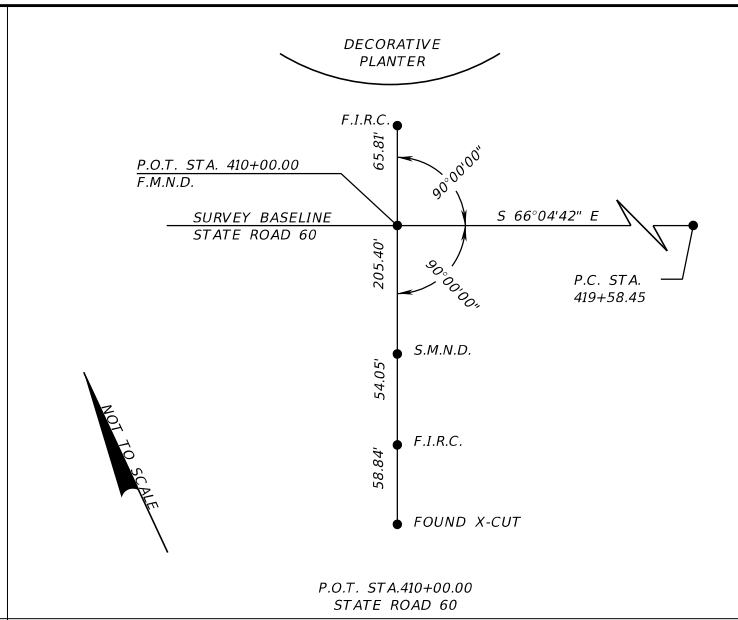 DECORATIVE
PLANTER
F.I.R.C.
65.81'
90°00'00"
P.O.T. STA. 410+00.00
F.M.N.D.
SURVEY BASELINE
STATE ROAD 60
S 66°04'42" E
205.40'
90°00'00"
P.C. STA.
419+58.45
S.M.N.D.
54.05'
NOT TO SCALE
F.I.R.C.
58.84'
FOUND X-CUT
P.O.T. STA.410+00.00
STATE ROAD 60